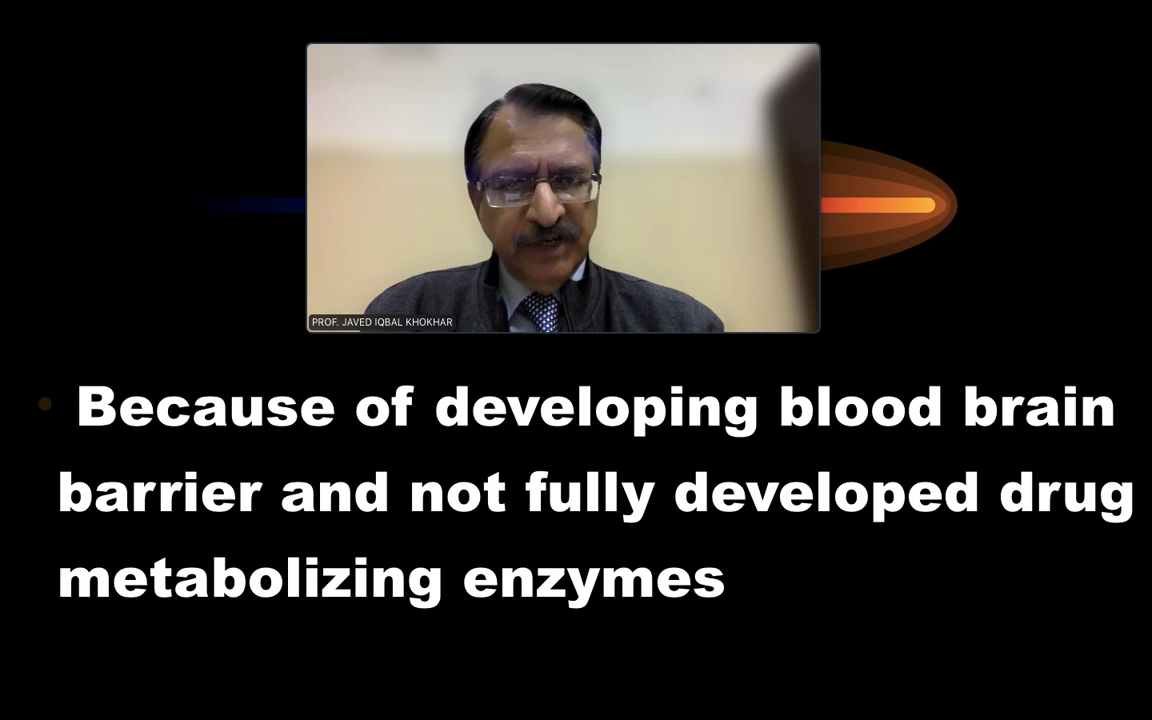 PROF. JAVED IQBAL KHOKHAR
• Because of developing blood brain
barrier and not fully developed drug
metabolizing enzymes